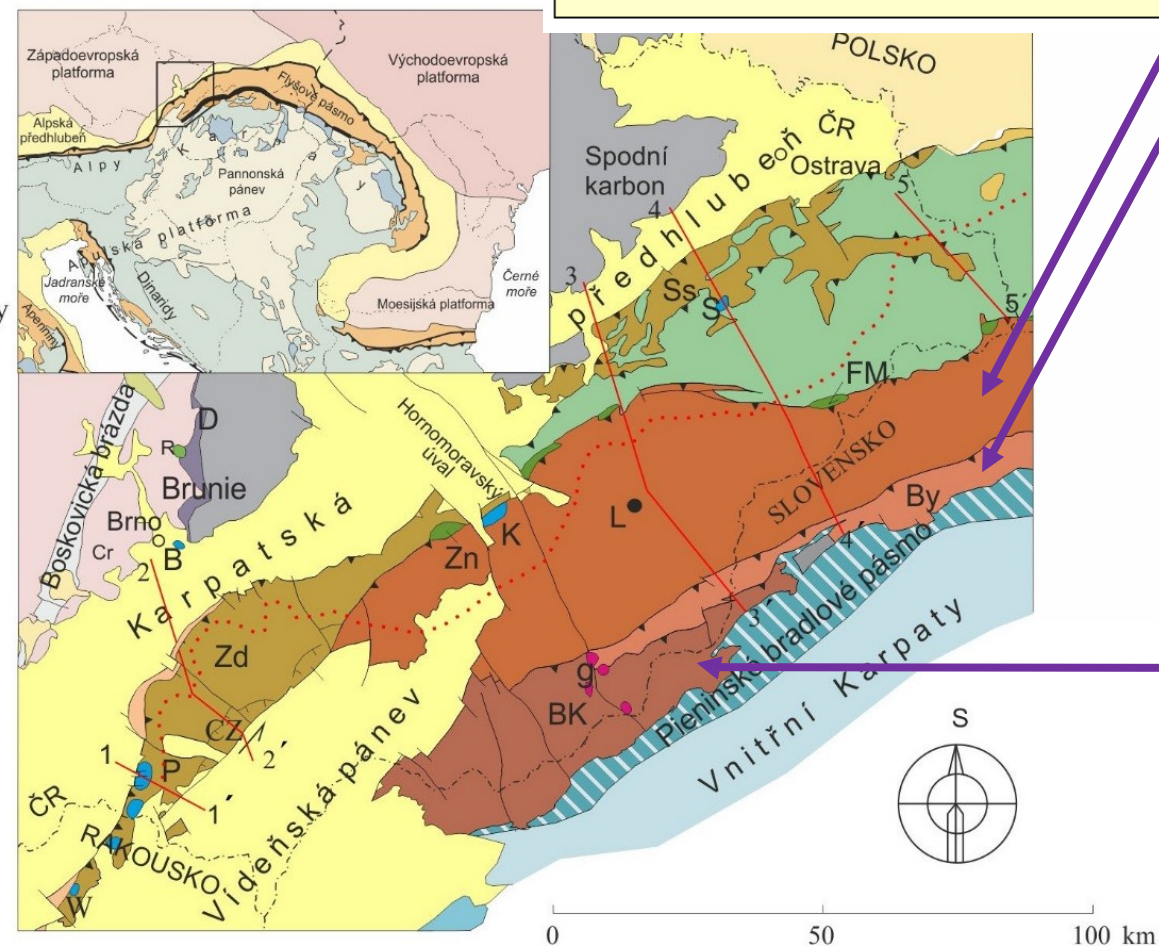 Západoevropská
platforma
Východoevropská
platforma
Flyšové pásmo
Alpská
předhlubeň
Alpy
Karpaty
Pannonská
pánev
Apulská platforma
Dinaridy
Jadranské
moře
Apeniny
Moesijská platforma
Černé
moře
y
POLSKO
ČR
Ostrava
Spodní
karbon
předhlubeň
4
5
3
Ss
S
5´
FM
Hornomoravský
úval
SLOVENSKO
Boskovická brázda
D
R
Brunie
Brno
Cr
B
2
Karpatská
K
L
Zn
By
4´
3´
Pieninské bradlové pásmo
Zd
g
BK
Vnitřní Karpaty
CZ
2´
1
P
1´
ČR
RAKOUSKO
Vídeňská pánev
W
S
0
50
100 km